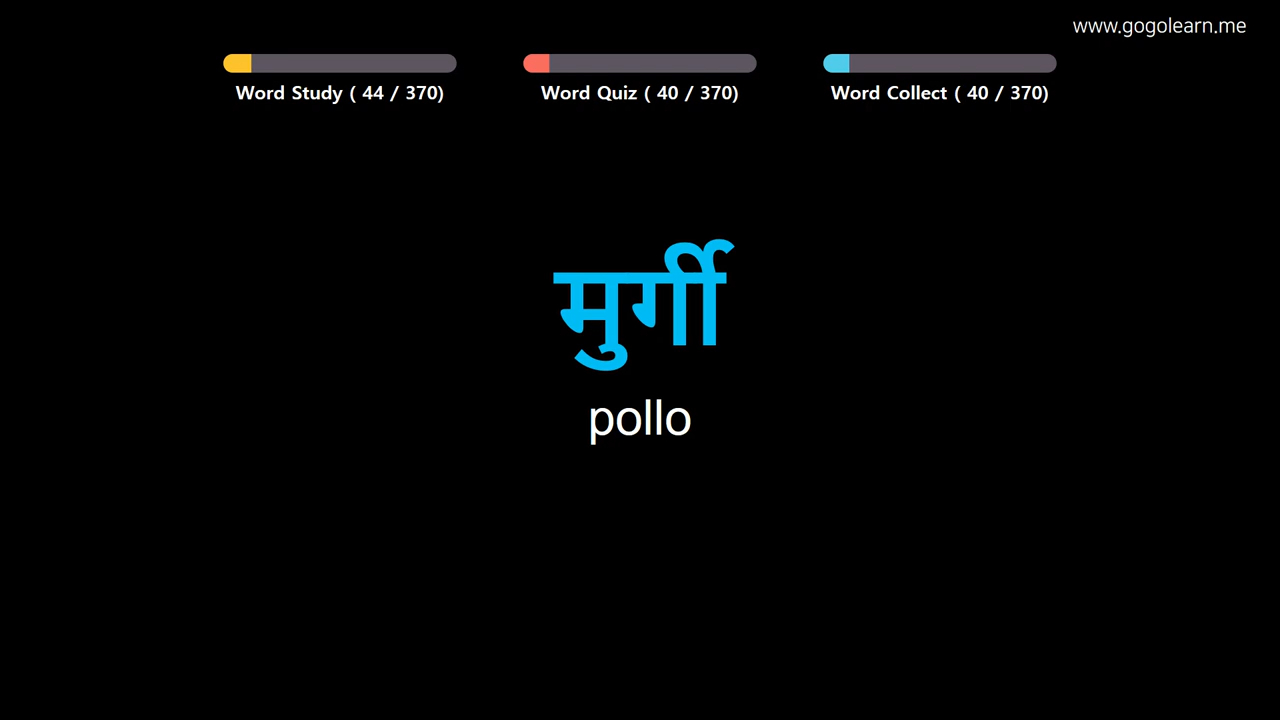 www.gogolearn.me
Word Study ( 44 / 370)
Word Quiz ( 40 / 370)
Word Collect ( 40 / 370)
मुर्गी
pollo